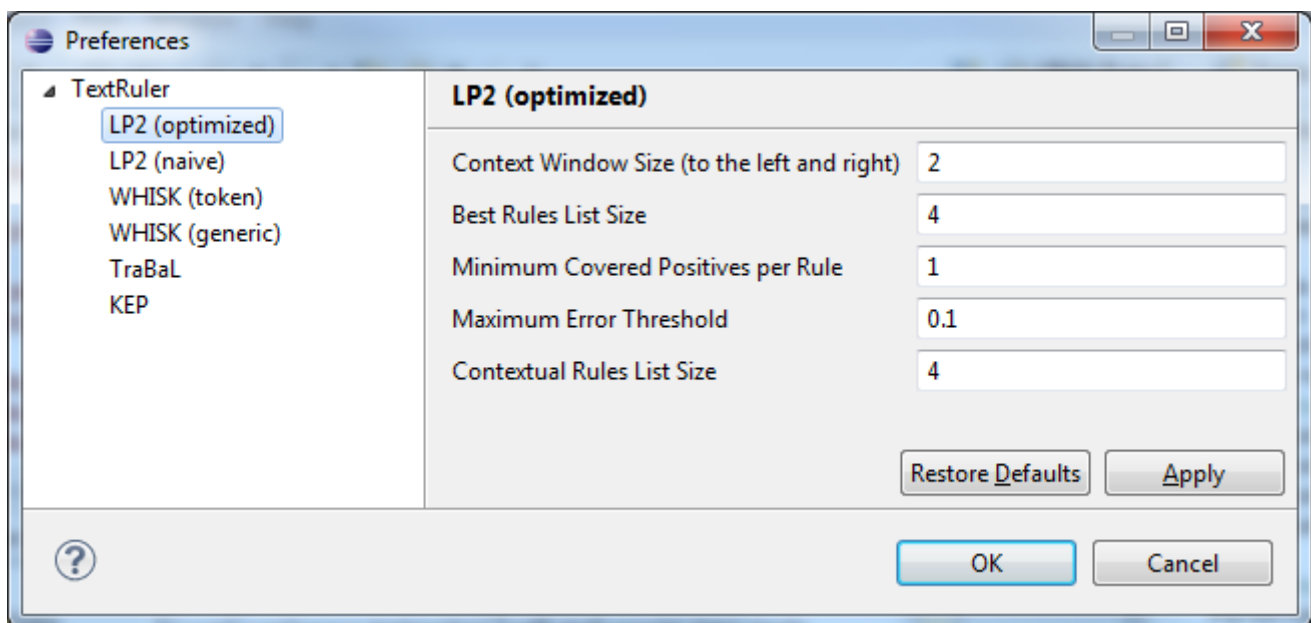 Preferences
TextRuler
LP2 (optimized)
LP2 (naive)
WHISK (token)
WHISK (generic)
TraBaL
KEP
LP2 (optimized)
Context Window Size (to the left and right) 2
Best Rules List Size 4
Minimum Covered Positives per Rule 1
Maximum Error Threshold 0.1
Contextual Rules List Size 4
Restore Defaults Apply
OK Cancel